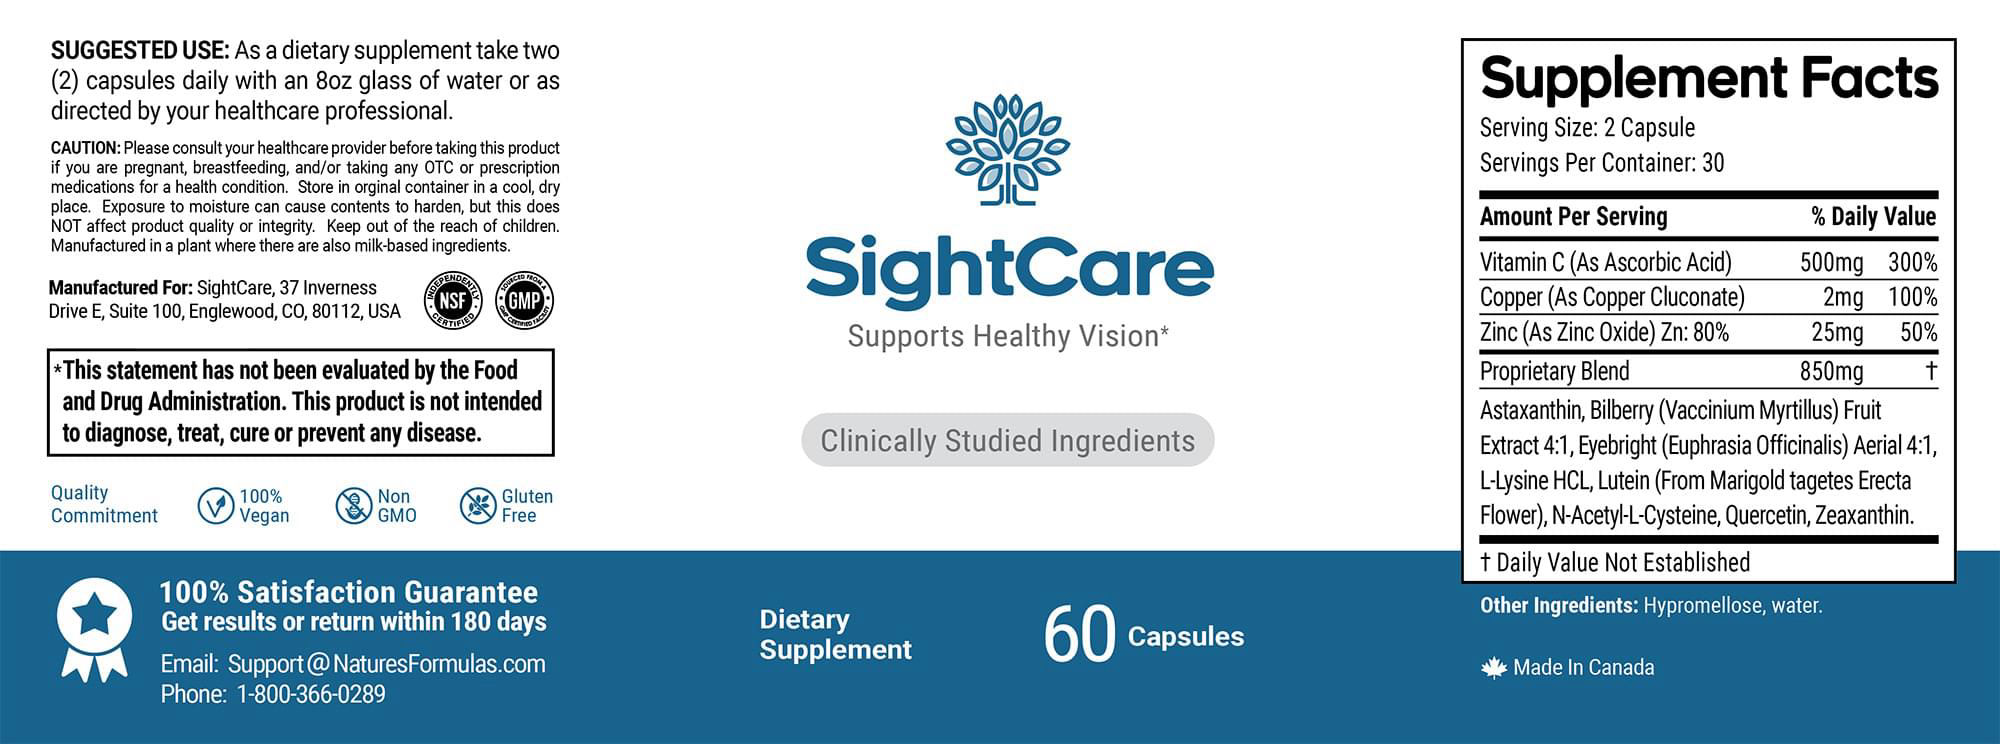 SUGGESTED USE: As a dietary supplement take two
(2) capsules daily with an 8oz glass of water or as
directed by your healthcare professional.
CAUTION: Please consult your healthcare provider before taking this product
if you are pregnant, breastfeeding, and/or taking any OTC or prescription
medications for a health condition. Store in orginal container in a cool, dry
place. Exposure to moisture can cause contents to harden, but this does
NOT affect product quality or integrity. Keep out of the reach of children.
Manufactured in a plant where there are also milk-based ingredients.
Manufactured For: SightCare, 37 Inverness
Drive E, Suite 100, Englewood, CO, 80112, USA
INDEPENDENTLY
NSF
CERTIFIED
SOURCED FROM A
GMP
GMP CERTIFIED FACILITY
*This statement has not been evaluated by the Food
and Drug Administration. This product is not intended
to diagnose, treat, cure or prevent any disease.
Quality
Commitment
100%
Vegan
Non
GMO
Gluten
Free
100% Satisfaction Guarantee
Get results or return within 180 days
Email: Support@NaturesFormulas.com
Phone: 1-800-366-0289
SightCare
Supports Healthy Vision*
Clinically Studied Ingredients
Dietary
Supplement
60 Capsules
Supplement Facts
Serving Size: 2 Capsule
Servings Per Container: 30
Amount Per Serving % Daily Value
Vitamin C (As Ascorbic Acid) 500mg 300%
Copper (As Copper Cluconate) 2mg 100%
Zinc (As Zinc Oxide) Zn: 80% 25mg 50%
Proprietary Blend 850mg †
Astaxanthin, Bilberry (Vaccinium Myrtillus) Fruit
Extract 4:1, Eyebright (Euphrasia Officinalis) Aerial 4:1,
L-Lysine HCL, Lutein (From Marigold tagetes Erecta
Flower), N-Acetyl-L-Cysteine, Quercetin, Zeaxanthin.
† Daily Value Not Established
Other Ingredients: Hypromellose, water.
Made In Canada